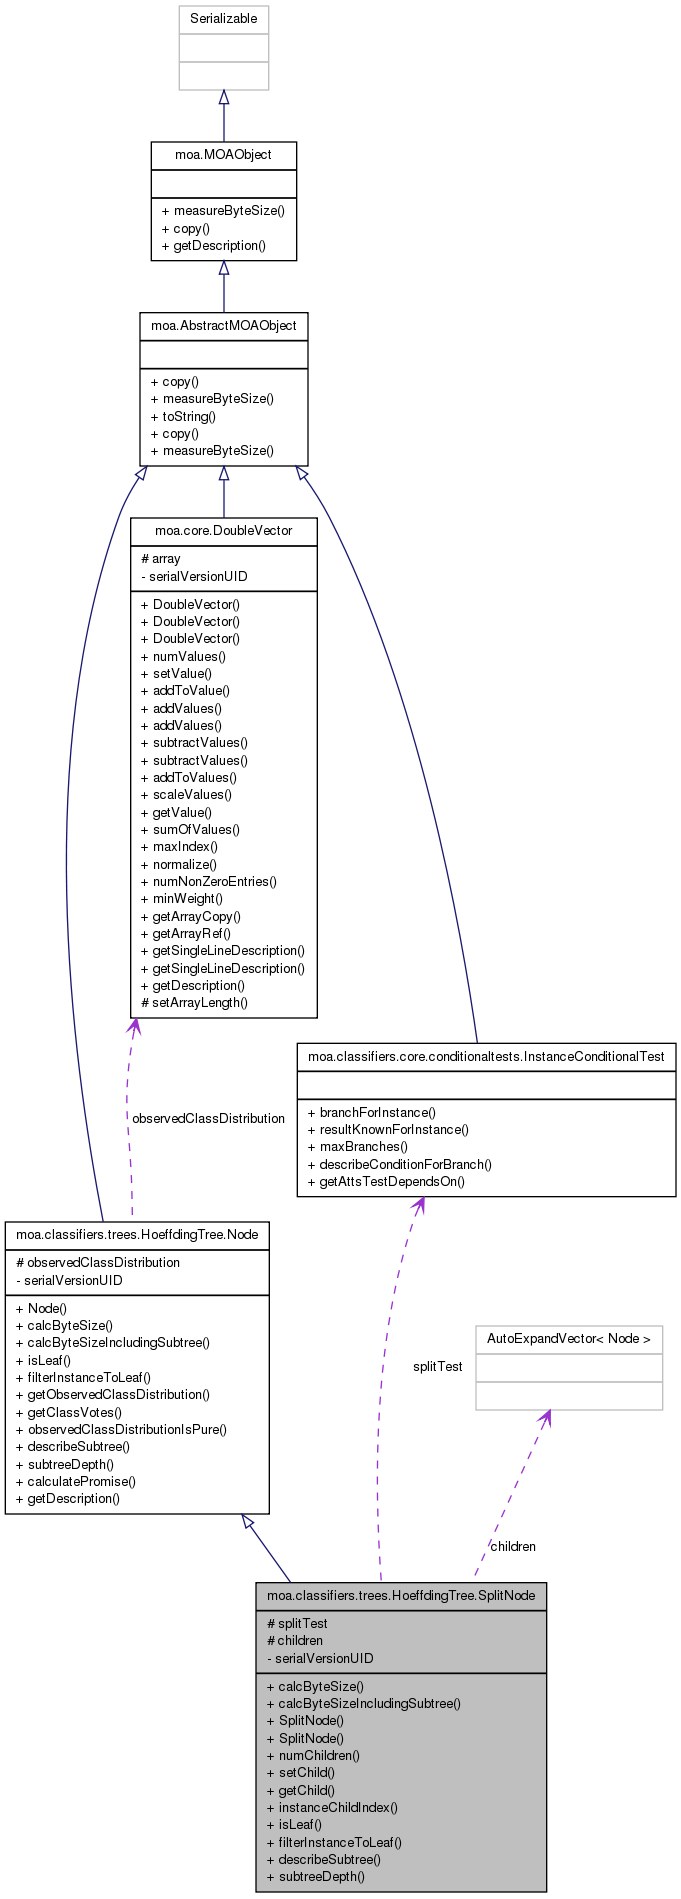 Serializable
moa.MOAObject
+ measureByteSize()
+ copy()
+ getDescription()
moa.AbstractMOAObject
+ copy()
+ measureByteSize()
+ toString()
+ copy()
+ measureByteSize()
moa.core.DoubleVector
# array
- serialVersionUID
+ DoubleVector()
+ DoubleVector()
+ DoubleVector()
+ numValues()
+ setValue()
+ addToValue()
+ addValues()
+ addValues()
+ subtractValues()
+ subtractValues()
+ addToValues()
+ scaleValues()
+ getValue()
+ sumOfValues()
+ maxIndex()
+ normalize()
+ numNonZeroEntries()
+ minWeight()
+ getArrayCopy()
+ getArrayRef()
+ getSingleLineDescription()
+ getSingleLineDescription()
+ getDescription()
# setArrayLength()
moa.classifiers.core.conditionaltests.InstanceConditionalTest
+ branchForInstance()
+ resultKnownForInstance()
+ maxBranches()
+ describeConditionForBranch()
+ getAttsTestDependsOn()
observedClassDistribution
moa.classifiers.trees.HoeffdingTree.Node
# observedClassDistribution
- serialVersionUID
+ Node()
+ calcByteSize()
+ calcByteSizeIncludingSubtree()
+ isLeaf()
+ filterInstanceToLeaf()
+ getObservedClassDistribution()
+ getClassVotes()
+ observedClassDistributionIsPure()
+ describeSubtree()
+ subtreeDepth()
+ calculatePromise()
+ getDescription()
AutoExpandVector< Node >
splitTest
children
moa.classifiers.trees.HoeffdingTree.SplitNode
# splitTest
# children
- serialVersionUID
+ calcByteSize()
+ calcByteSizeIncludingSubtree()
+ SplitNode()
+ SplitNode()
+ numChildren()
+ setChild()
+ getChild()
+ instanceChildIndex()
+ isLeaf()
+ filterInstanceToLeaf()
+ describeSubtree()
+ subtreeDepth()